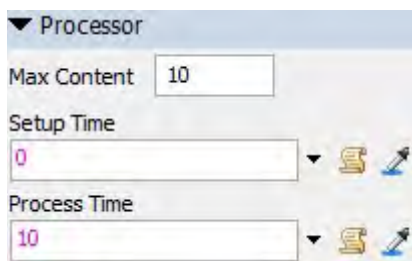 Processor
Max Content 10
Setup Time
0
Process Time
10